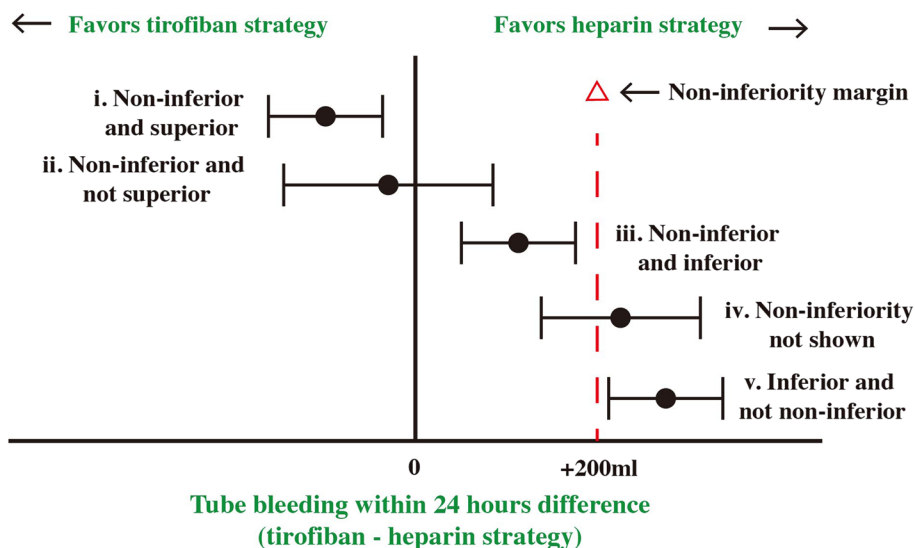 Favors tirofiban strategy
Favors heparin strategy
i. Non-inferior
and superior
Non-inferiority margin
ii. Non-inferior and
not superior
iii. Non-inferior
and inferior
iv. Non-inferiority
not shown
v. Inferior and
not non-inferior
0
+200ml
Tube bleeding within 24 hours difference
(tirofiban - heparin strategy)